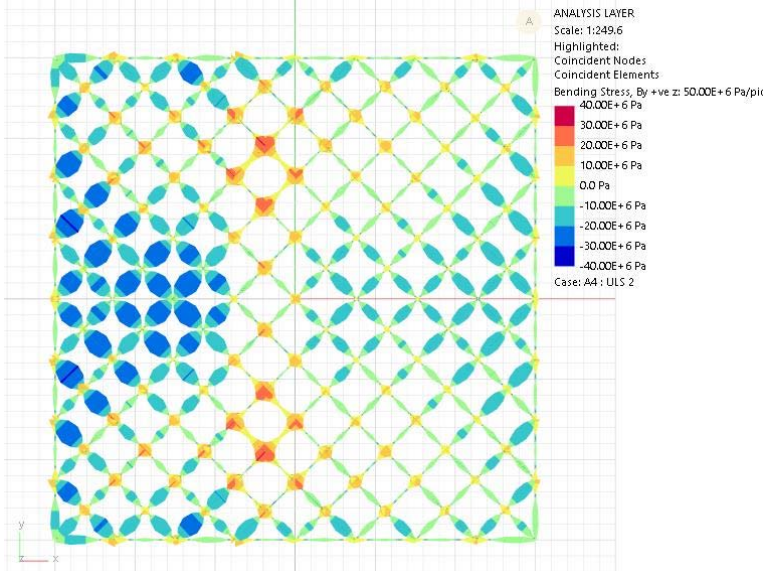 A
ANALYSIS LAYER
Scale: 1:249.6
Highlighted:
Coincident Nodes
Coincident Elements
Bending Stress, By +ve z: 50.00E+6 Pa/pic
40.00E+6 Pa
30.00E+6 Pa
20.00E+6 Pa
10.00E+6 Pa
0.0 Pa
-10.00E+6 Pa
-20.00E+6 Pa
-30.00E+6 Pa
-40.00E+6 Pa
Case: A4 : ULS 2
y
z x